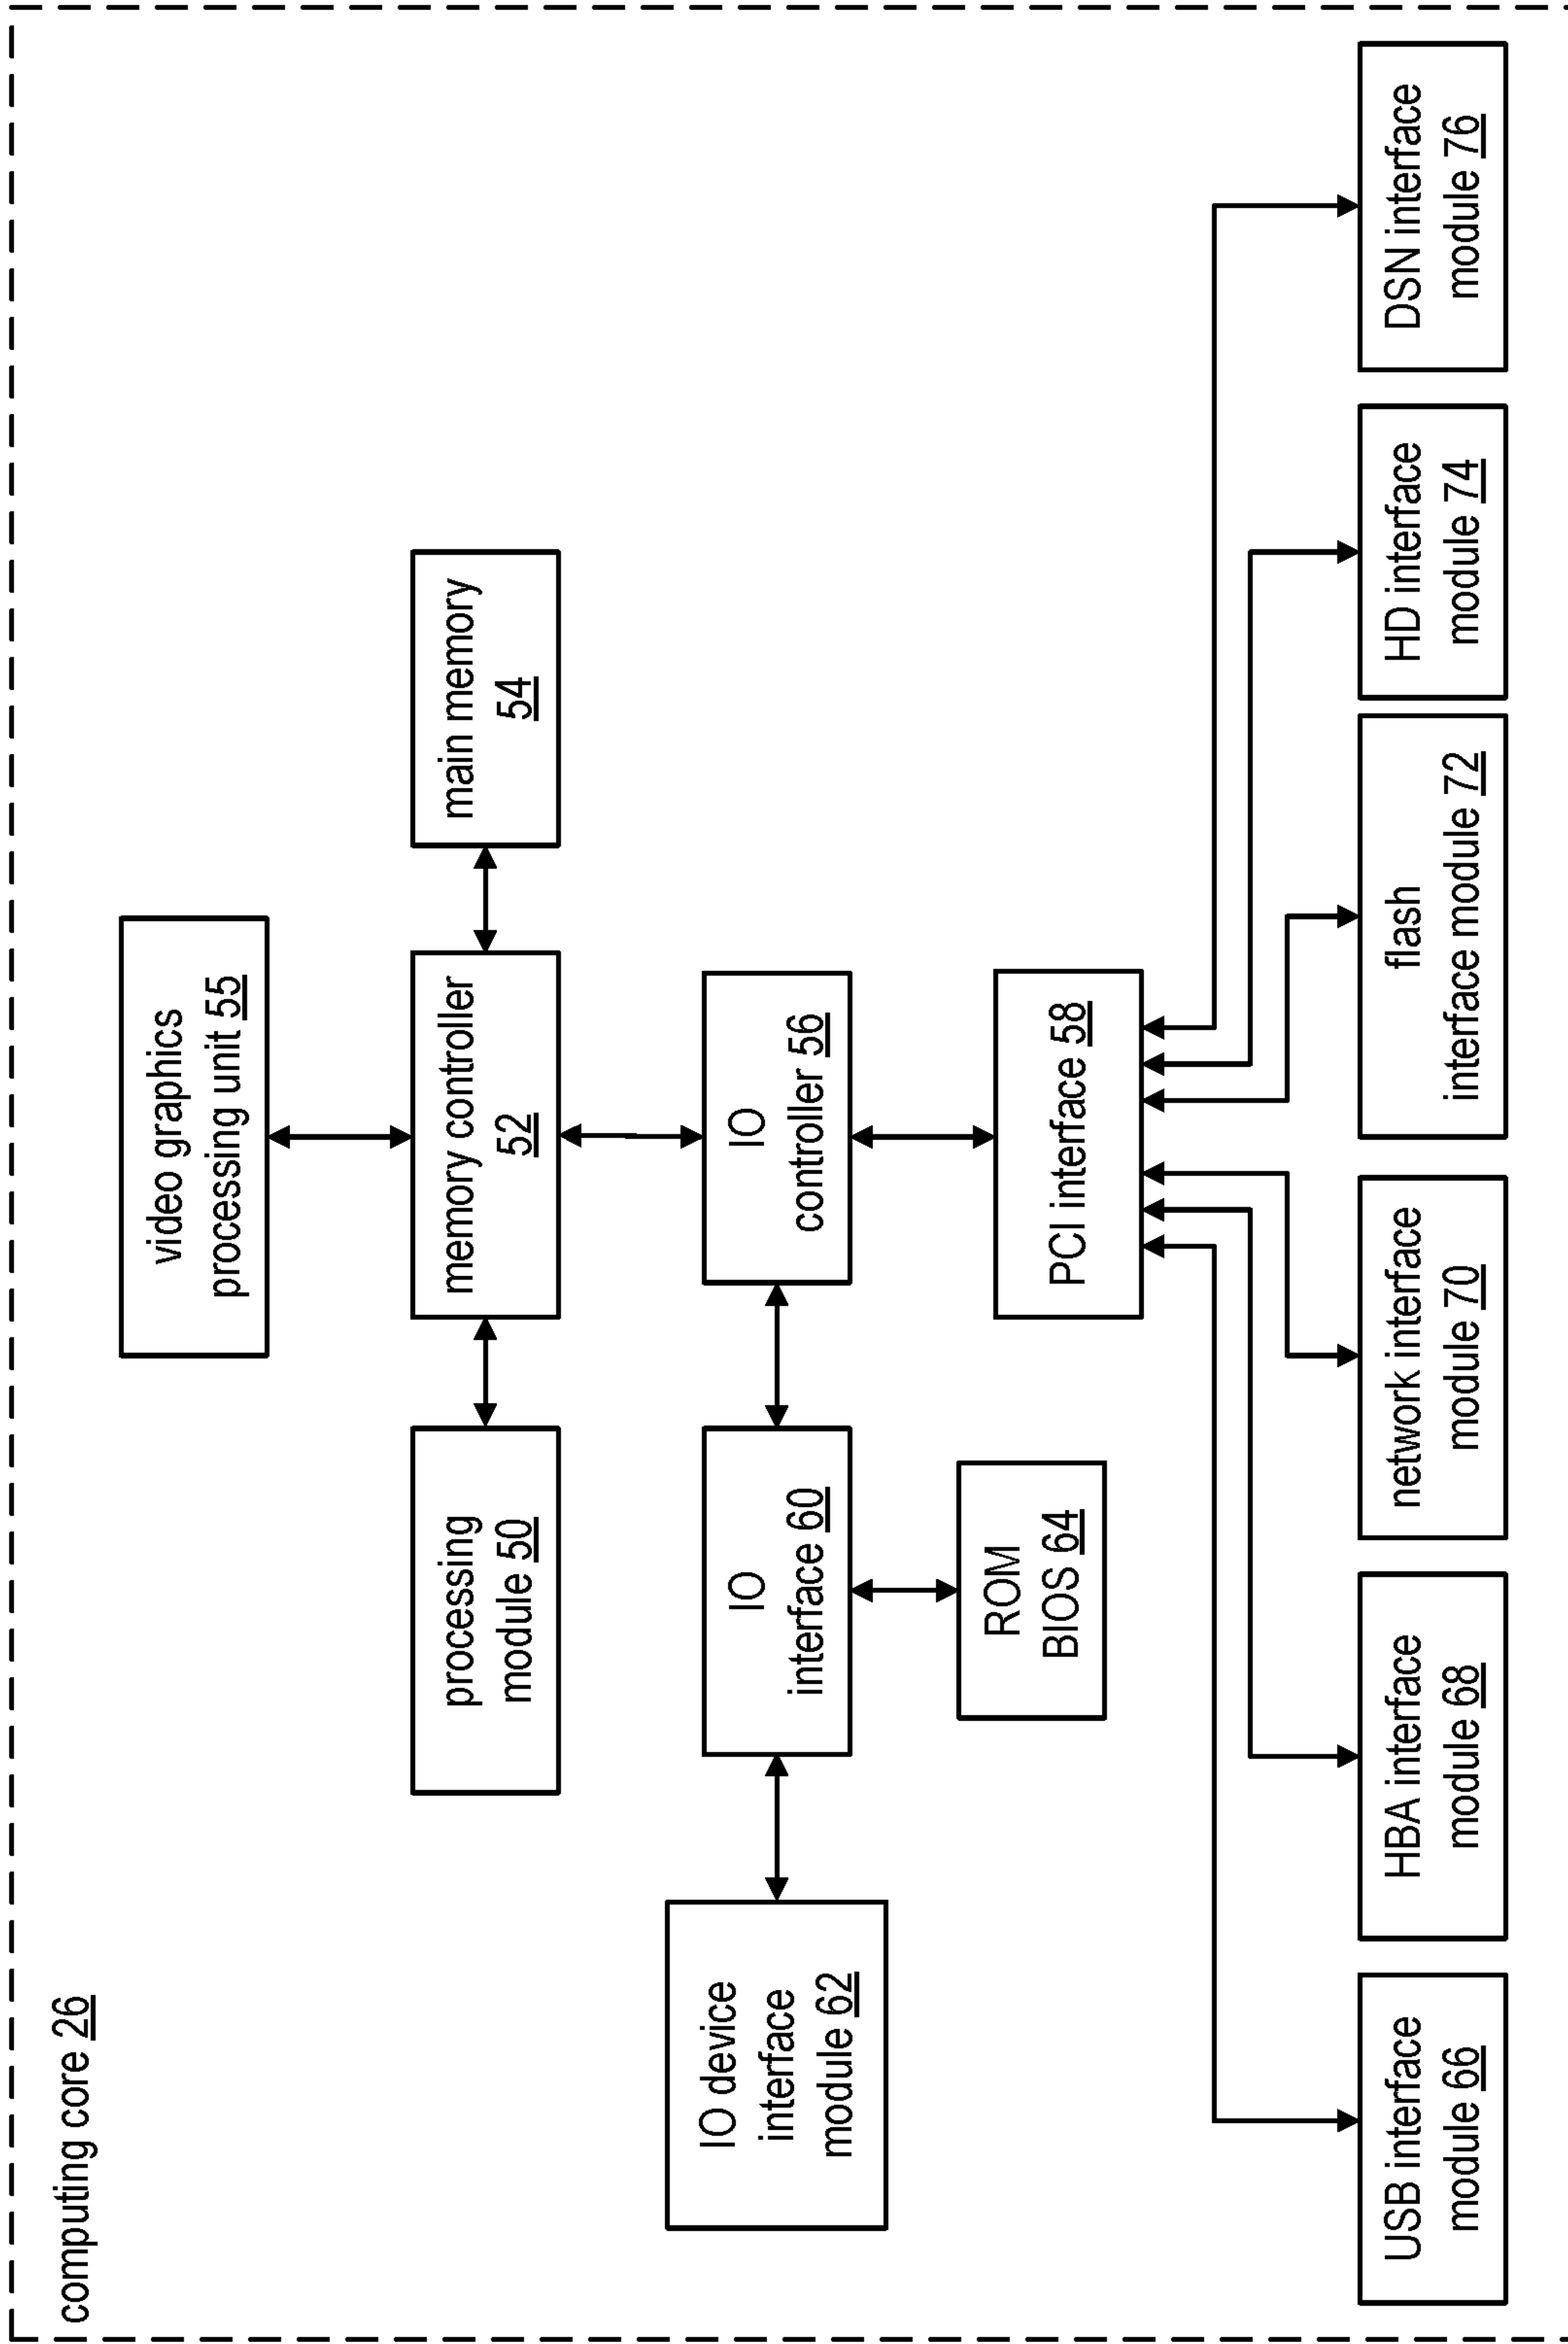 computing core 26
video graphics
processing unit 55
processing
module 50
memory controller
52
main memory
54
IO device
interface
module 62
IO
interface 60
IO
controller 56
ROM
BIOS 64
PCI interface 58
USB interface
module 66
HBA interface
module 68
network interface
module 70
flash
interface module 72
HD interface
module 74
DSN interface
module 76